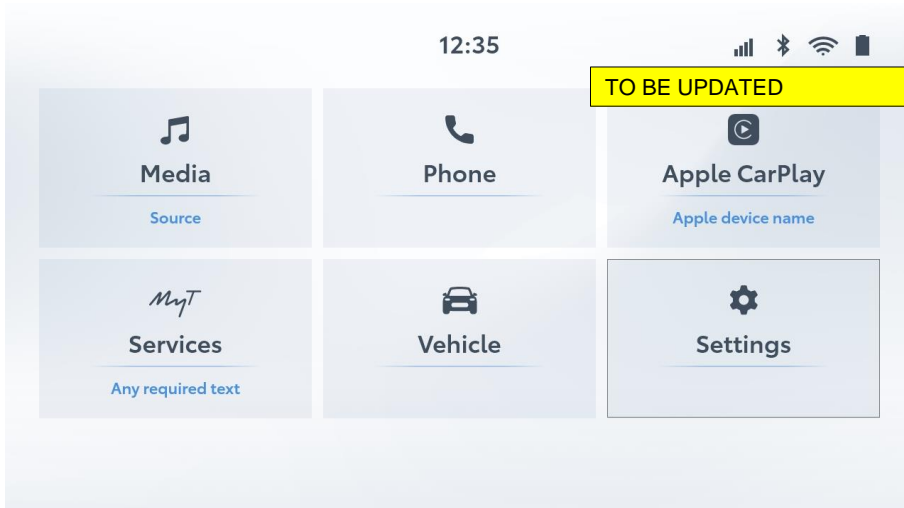 12:35
TO BE UPDATED
Media
Source
Phone
Apple CarPlay
Apple device name
MyT
Services
Any required text
Vehicle
Settings